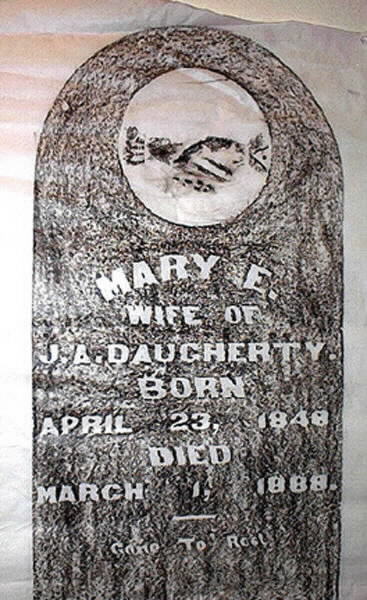 MARY E.
WIFE OF
J.A. DAUGHERTY.
BORN
APRIL 23, 1848
DIED
MARCH 1, 1888.
Gone To Rest